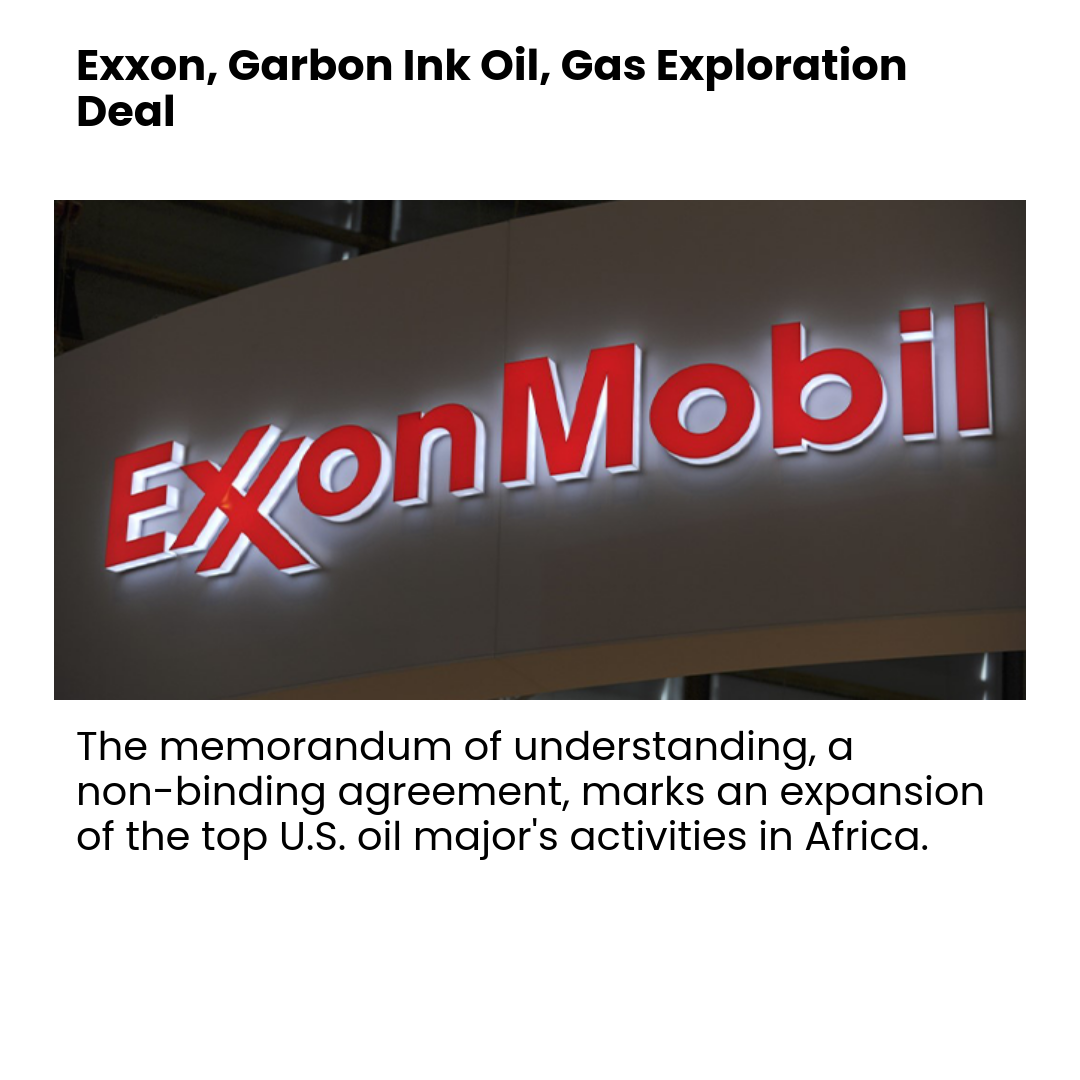 Exxon, Garbon Ink Oil, Gas Exploration
Deal
ExxonMobil
The memorandum of understanding, a
non-binding agreement, marks an expansion
of the top U.S. oil major's activities in Africa.